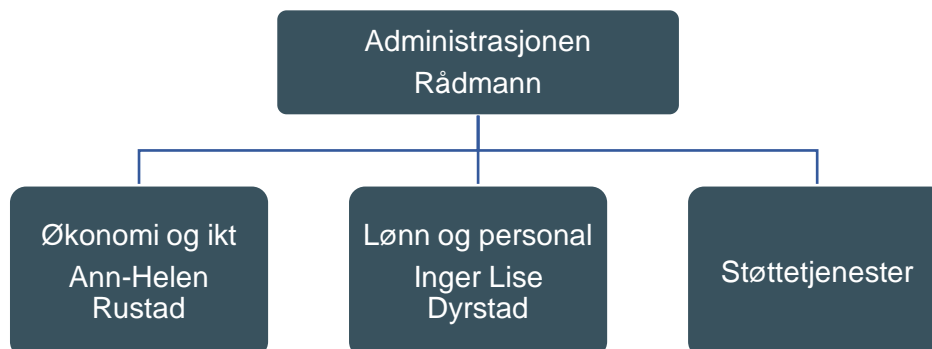 Administrasjonen
Rådmann
Økonomi og ikt
Ann-Helen
Rustad
Lønn og personal
Inger Lise
Dyrstad
Støttetjenester